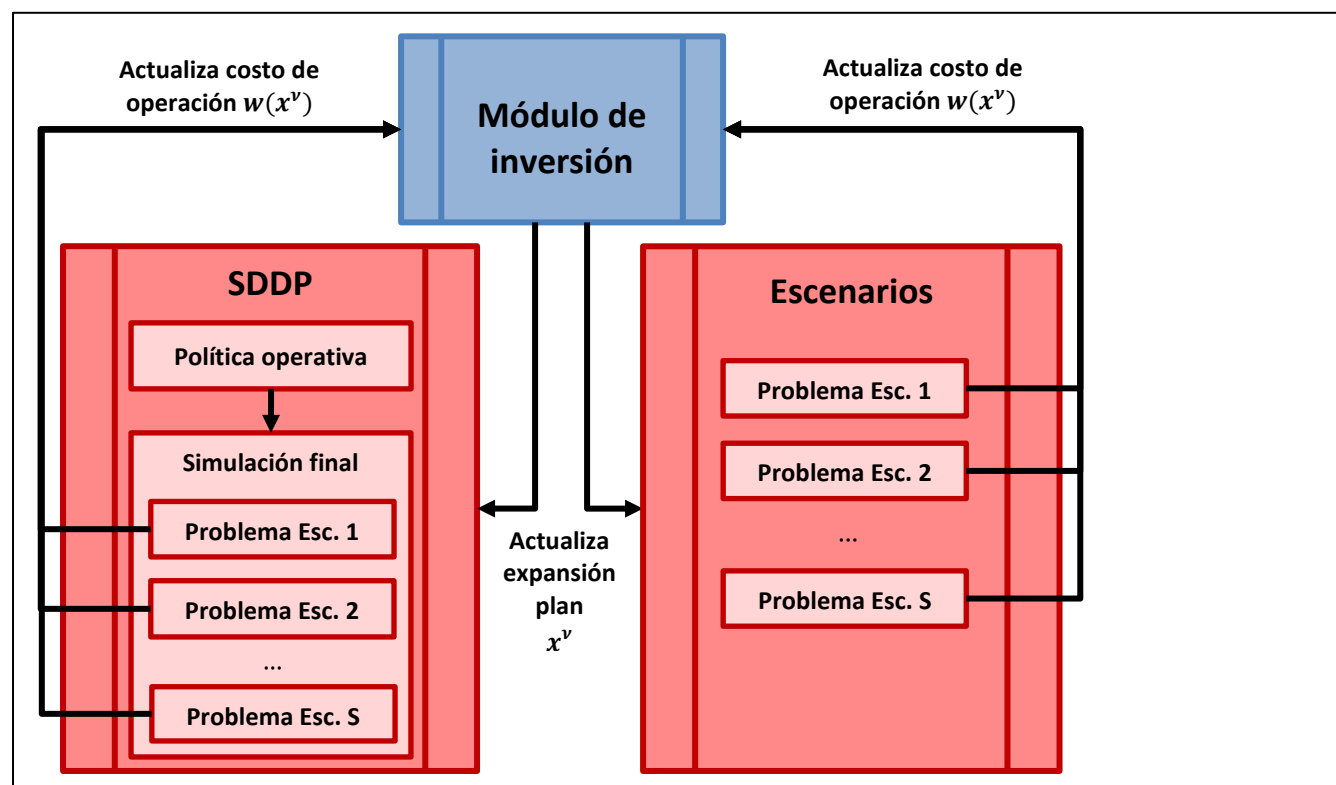 Actualiza costo de
operación w(x^ν)
Módulo de
inversión
Actualiza costo de
operación w(x^ν)
SDDP
Política operativa
Simulación final
Problema Esc. 1
Problema Esc. 2
...
Problema Esc. S
Actualiza
expansión
plan
x^ν
Escenarios
Problema Esc. 1
Problema Esc. 2
...
Problema Esc. S